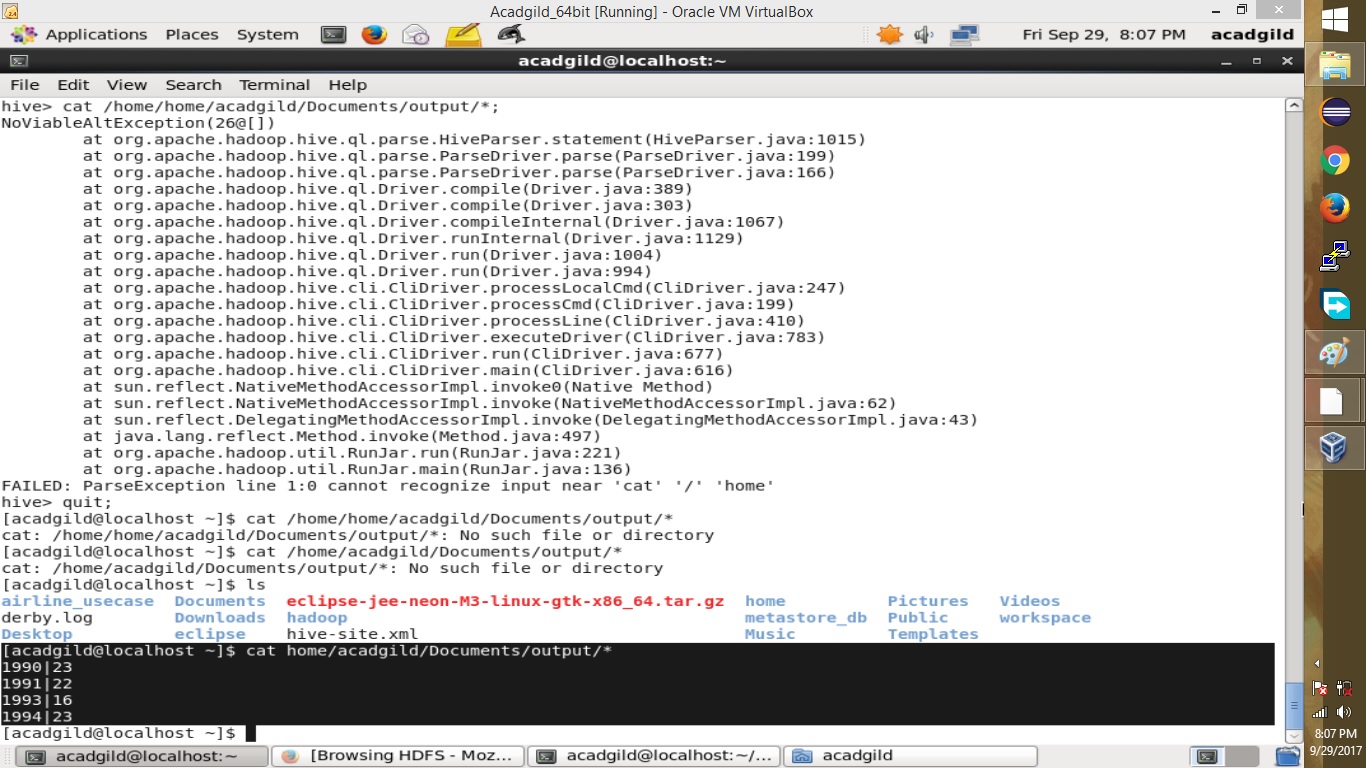 Acadgild_64bit [Running] - Oracle VM VirtualBox
Applications Places System Fri Sep 29, 8:07 PM acadgild
acadgild@localhost:~
File Edit View Search Terminal Help
hive> cat /home/home/acadgild/Documents/output/*;
NoViableAltException(26@[])
at org.apache.hadoop.hive.ql.parse.HiveParser.statement(HiveParser.java:1015)
at org.apache.hadoop.hive.ql.parse.ParseDriver.parse(ParseDriver.java:199)
at org.apache.hadoop.hive.ql.parse.ParseDriver.parse(ParseDriver.java:166)
at org.apache.hadoop.hive.ql.Driver.compile(Driver.java:389)
at org.apache.hadoop.hive.ql.Driver.compile(Driver.java:303)
at org.apache.hadoop.hive.ql.Driver.compileInternal(Driver.java:1067)
at org.apache.hadoop.hive.ql.Driver.runInternal(Driver.java:1129)
at org.apache.hadoop.hive.ql.Driver.run(Driver.java:1004)
at org.apache.hadoop.hive.ql.Driver.run(Driver.java:994)
at org.apache.hadoop.hive.cli.CliDriver.processLocalCmd(CliDriver.java:247)
at org.apache.hadoop.hive.cli.CliDriver.processCmd(CliDriver.java:199)
at org.apache.hadoop.hive.cli.CliDriver.processLine(CliDriver.java:410)
at org.apache.hadoop.hive.cli.CliDriver.executeDriver(CliDriver.java:783)
at org.apache.hadoop.hive.cli.CliDriver.run(CliDriver.java:677)
at org.apache.hadoop.hive.cli.CliDriver.main(CliDriver.java:616)
at sun.reflect.NativeMethodAccessorImpl.invoke0(Native Method)
at sun.reflect.NativeMethodAccessorImpl.invoke(NativeMethodAccessorImpl.java:62)
at sun.reflect.DelegatingMethodAccessorImpl.invoke(DelegatingMethodAccessorImpl.java:43)
at java.lang.reflect.Method.invoke(Method.java:497)
at org.apache.hadoop.util.RunJar.run(RunJar.java:221)
at org.apache.hadoop.util.RunJar.main(RunJar.java:136)
FAILED: ParseException line 1:0 cannot recognize input near 'cat' '/' 'home'
hive> quit;
[acadgild@localhost ~]$ cat /home/home/acadgild/Documents/output/*
cat: /home/home/acadgild/Documents/output/*: No such file or directory
[acadgild@localhost ~]$ cat /home/acadgild/Documents/output/*
cat: /home/acadgild/Documents/output/*: No such file or directory
[acadgild@localhost ~]$ ls
airline_usecase Documents eclipse-jee-neon-M3-linux-gtk-x86_64.tar.gz home Pictures Videos
derby.log Downloads hadoop metastore_db Public workspace
Desktop eclipse hive-site.xml Music Templates
[acadgild@localhost ~]$ cat home/acadgild/Documents/output/*
1990|23
1991|22
1993|16
1994|23
[acadgild@localhost ~]$
acadgild@localhost:~ [Browsing HDFS - Moz... acadgild@localhost:~/... acadgild
8:07 PM
9/29/2017